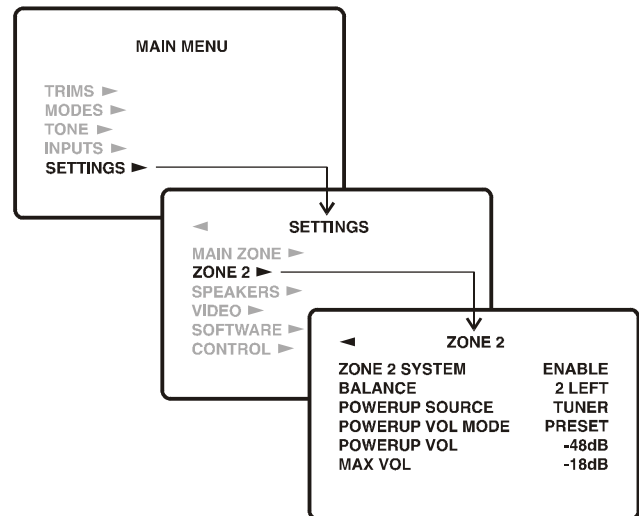 MAIN MENU
TRIMS ►
MODES ►
TONE ►
INPUTS ►
SETTINGS ►
◄ SETTINGS
MAIN ZONE ►
ZONE 2 ►
SPEAKERS ►
VIDEO ►
SOFTWARE ►
CONTROL ►
◄ ZONE 2
ZONE 2 SYSTEM ENABLE
BALANCE 2 LEFT
POWERUP SOURCE TUNER
POWERUP VOL MODE PRESET
POWERUP VOL -48dB
MAX VOL -18dB